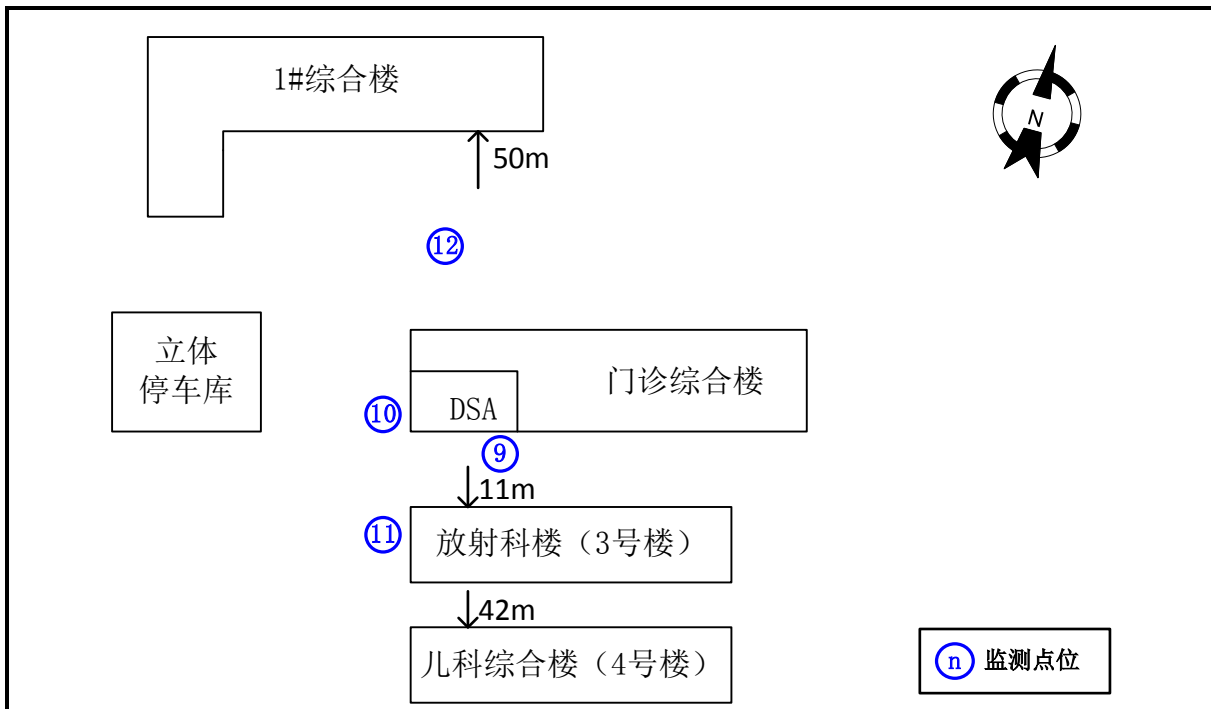 1#综合楼
N
50m
12
立体
停车库
门诊综合楼
10
DSA
9
11m
11
放射科楼（3号楼）
42m
儿科综合楼（4号楼）
n 监测点位